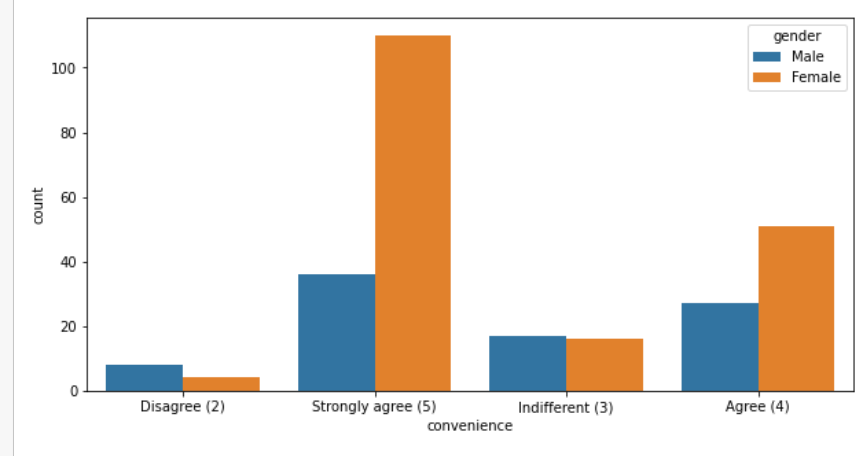 gender
Male
Female
100
80
60
40
20
0
count
Disagree (2) Strongly agree (5) Indifferent (3) Agree (4)
convenience